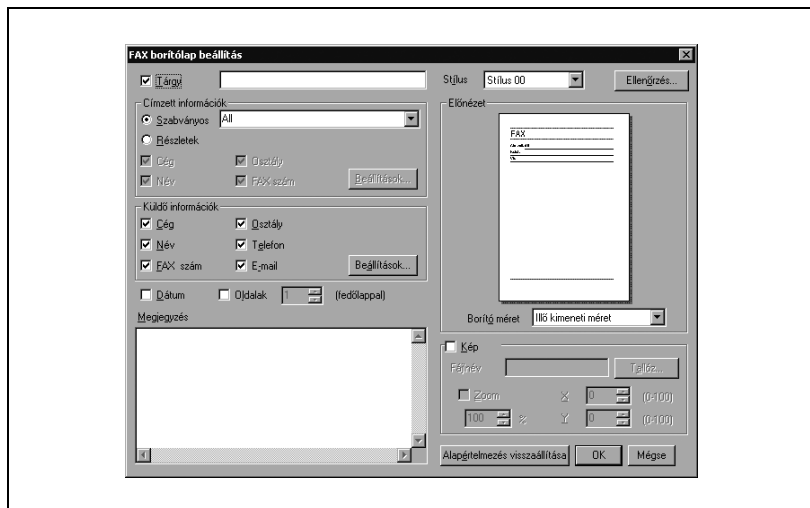 FAX borítólap beállítás
Tárgy
Stílus Stílus 00 Ellenőrzés...
Címzett információk
Szabványos All
Részletek
Cég Osztály
Név FAX szám Beállítások...
Küldő információk
Cég Osztály
Név Telefon
FAX szám E-mail Beállítások...
Dátum Oldalak 1 (fedőlappal)
Megjegyzés
Előnézet
FAX
Borító méret Illő kimeneti méret
Kép
Fájlnév Tallóz...
Zoom X 0 (0-100)
100 % Y 0 (0-100)
Alapértelmezés visszaállítása OK Mégse